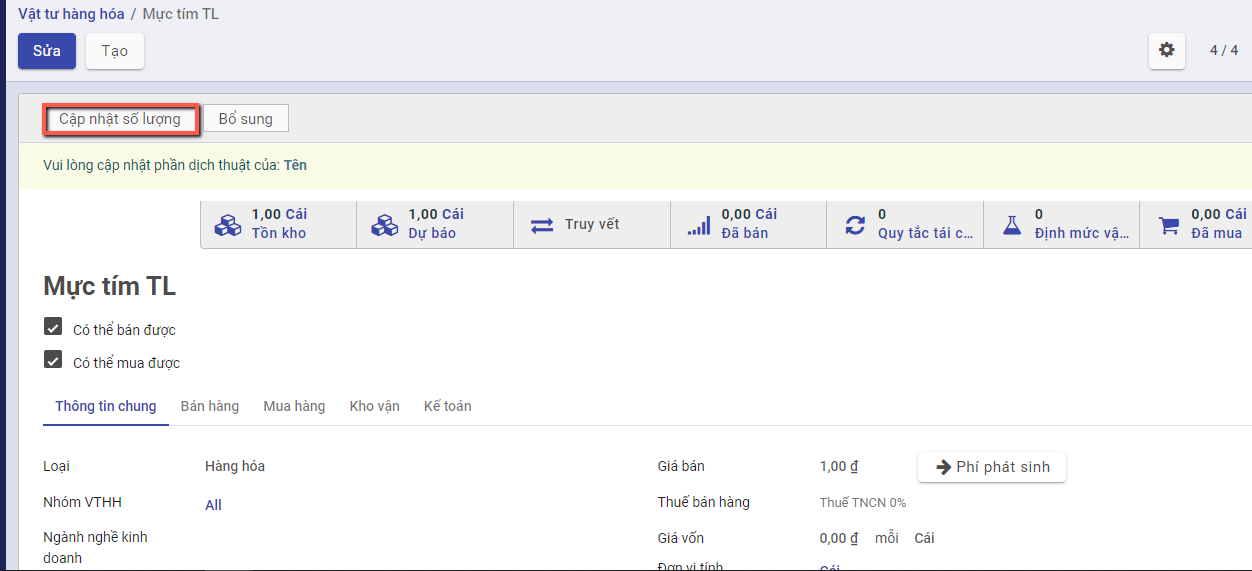 Vật tư hàng hóa / Mực tím TL
Sửa Tạo 4 / 4
Cập nhật số lượng Bổ sung
Vui lòng cập nhật phần dịch thuật của: Tên
1,00 Cái 1,00 Cái Truy vết 0,00 Cái 0 0 0,00 Cái
Tồn kho Dự báo Đã bán Quy tắc tái c... Định mức vậ... Đã mua
Mực tím TL
Có thể bán được
Có thể mua được
Thông tin chung Bán hàng Mua hàng Kho vận Kế toán
Loại Hàng hóa Giá bán 1,00 ₫ Phí phát sinh
Nhóm VTHH All Thuế bán hàng Thuế TNCN 0%
Ngành nghề kinh Giá vốn 0,00 ₫ mỗi Cái
doanh Đơn vị tính Cái